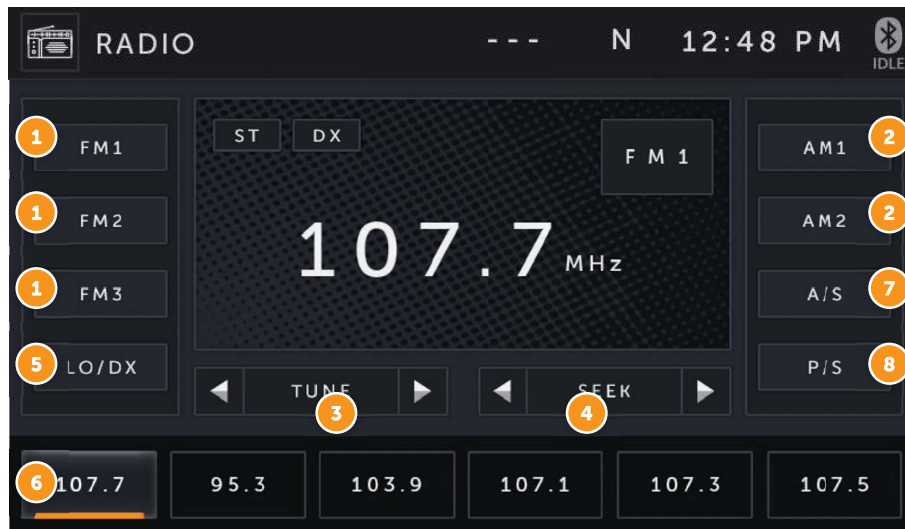 RADIO --- N 12:48 PM
IDLE
1 FM1
ST DX
FM 1
AM1 2
1 FM2
107.7 MHz
AM2 2
1 FM3
A/S 7
5 LO/DX
TUNE
3
SEEK
4
P/S 8
6 107.7 95.3 103.9 107.1 107.3 107.5